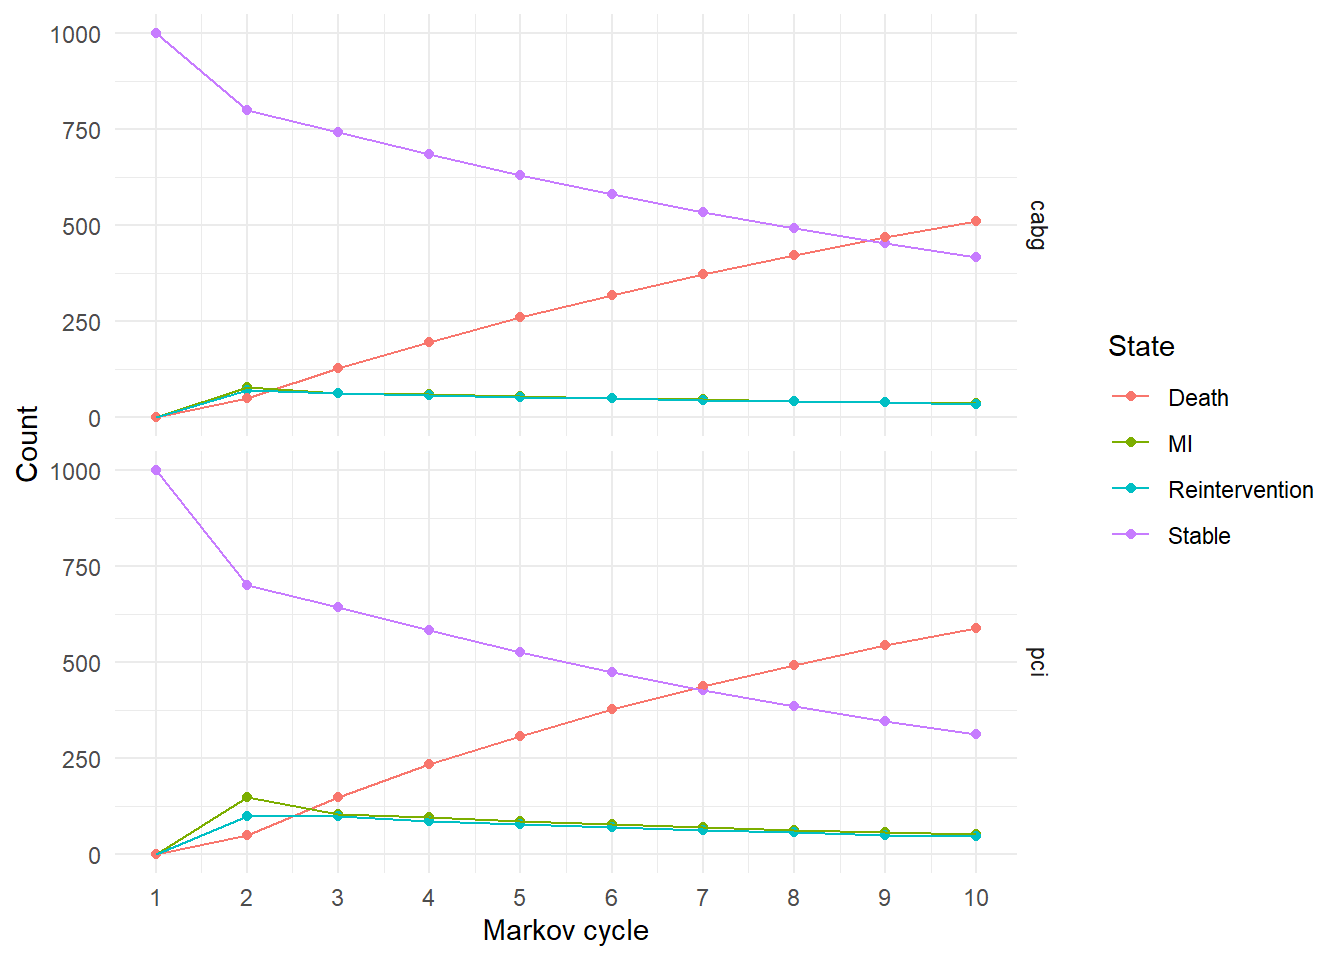 1000
750
500
250
0
cabg
1000
750
500
250
0
pci
Count
1 2 3 4 5 6 7 8 9 10
Markov cycle
State
Death
MI
Reintervention
Stable